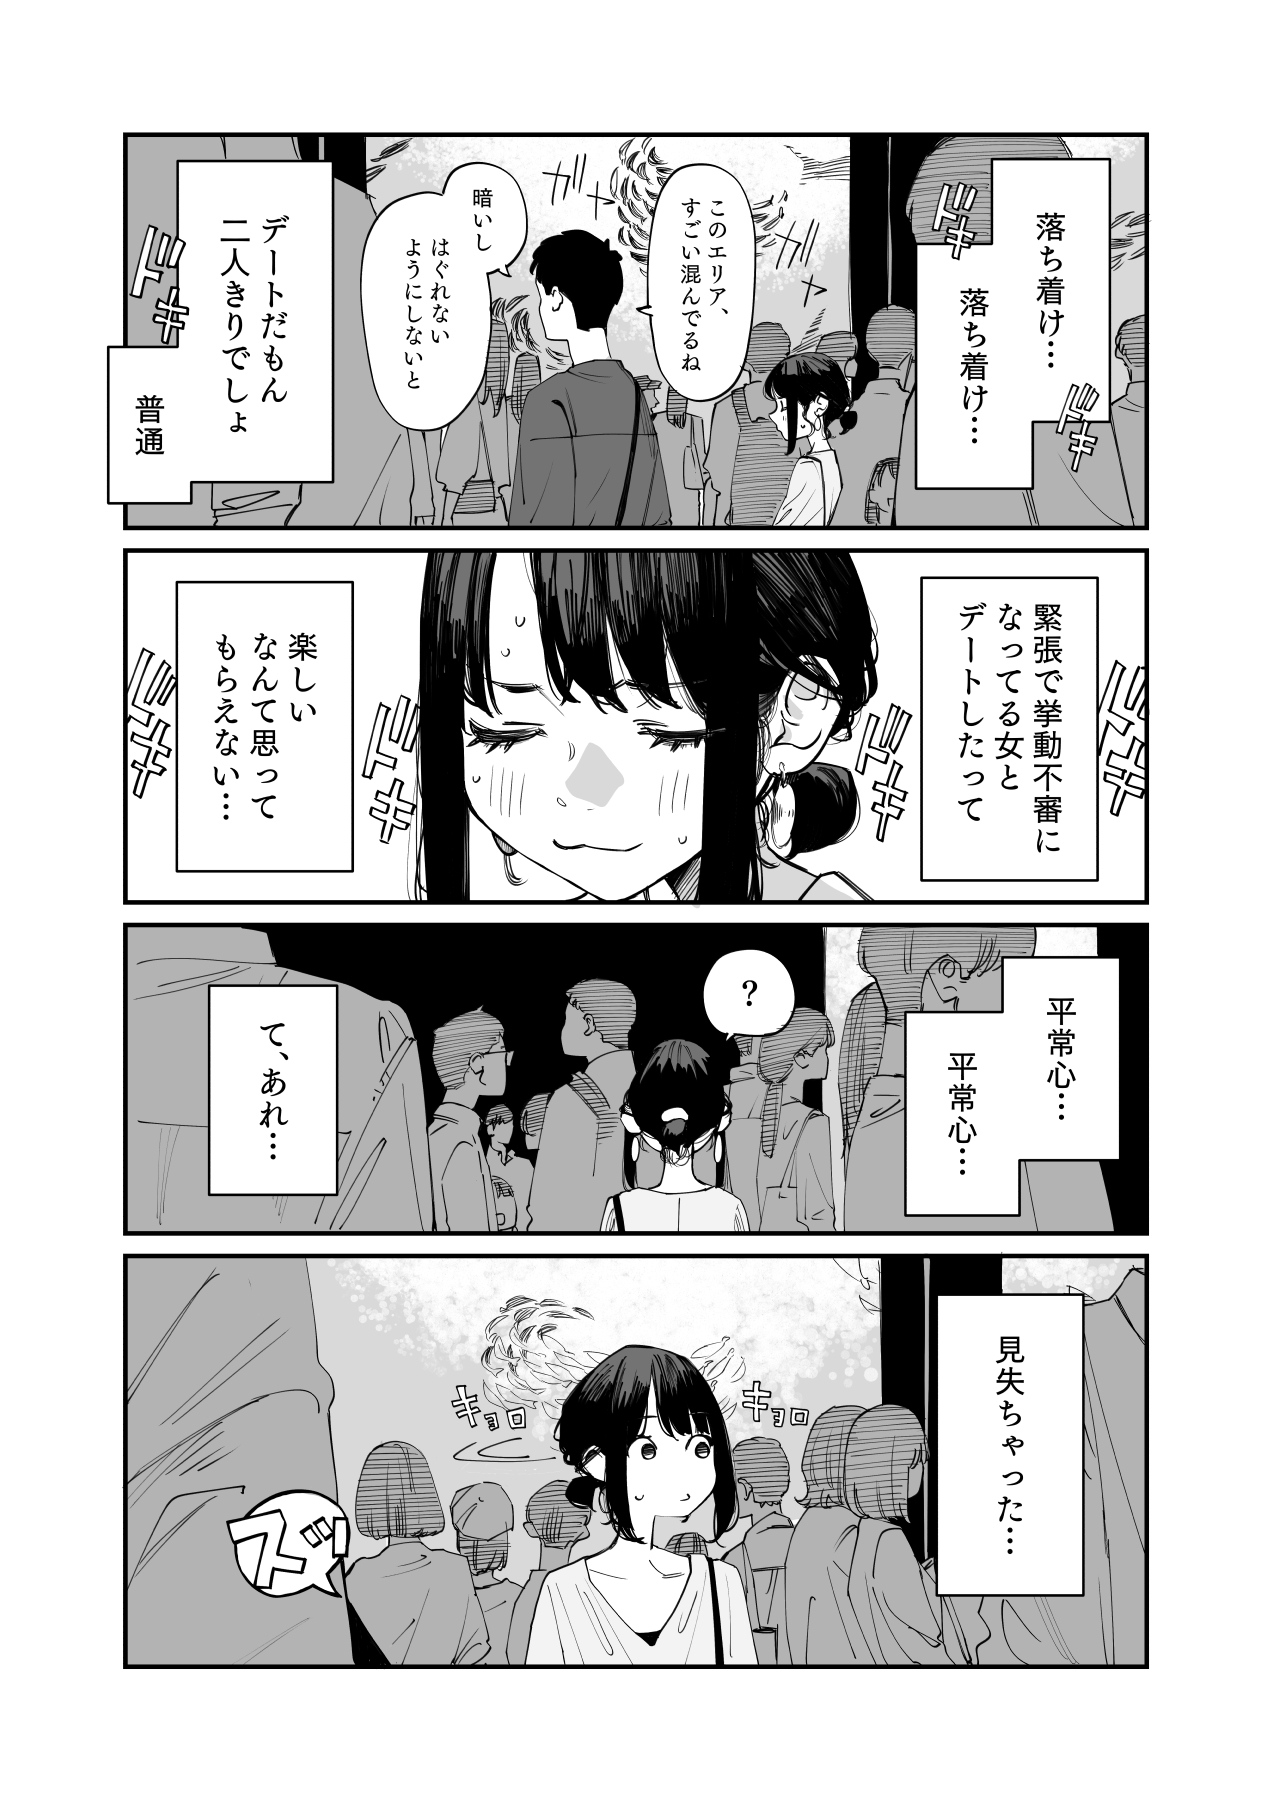 落ち着け…
落ち着け…
ドキ
ドキ
このエリア、
すごい混んでるね
ガヤ
ガヤ
暗いし
はぐれない
ようにしないと
デートだもん
二人きりでしょ
普通
ドキ
緊張で挙動不審に
なってる女と
デートしたって
ドキ
ドキ
楽しい
なんて思って
もらえない…
ドキ
ドキ
平常心…
平常心…
?
て、あれ…
見失ちゃった…
キョロ
キョロ
スッ